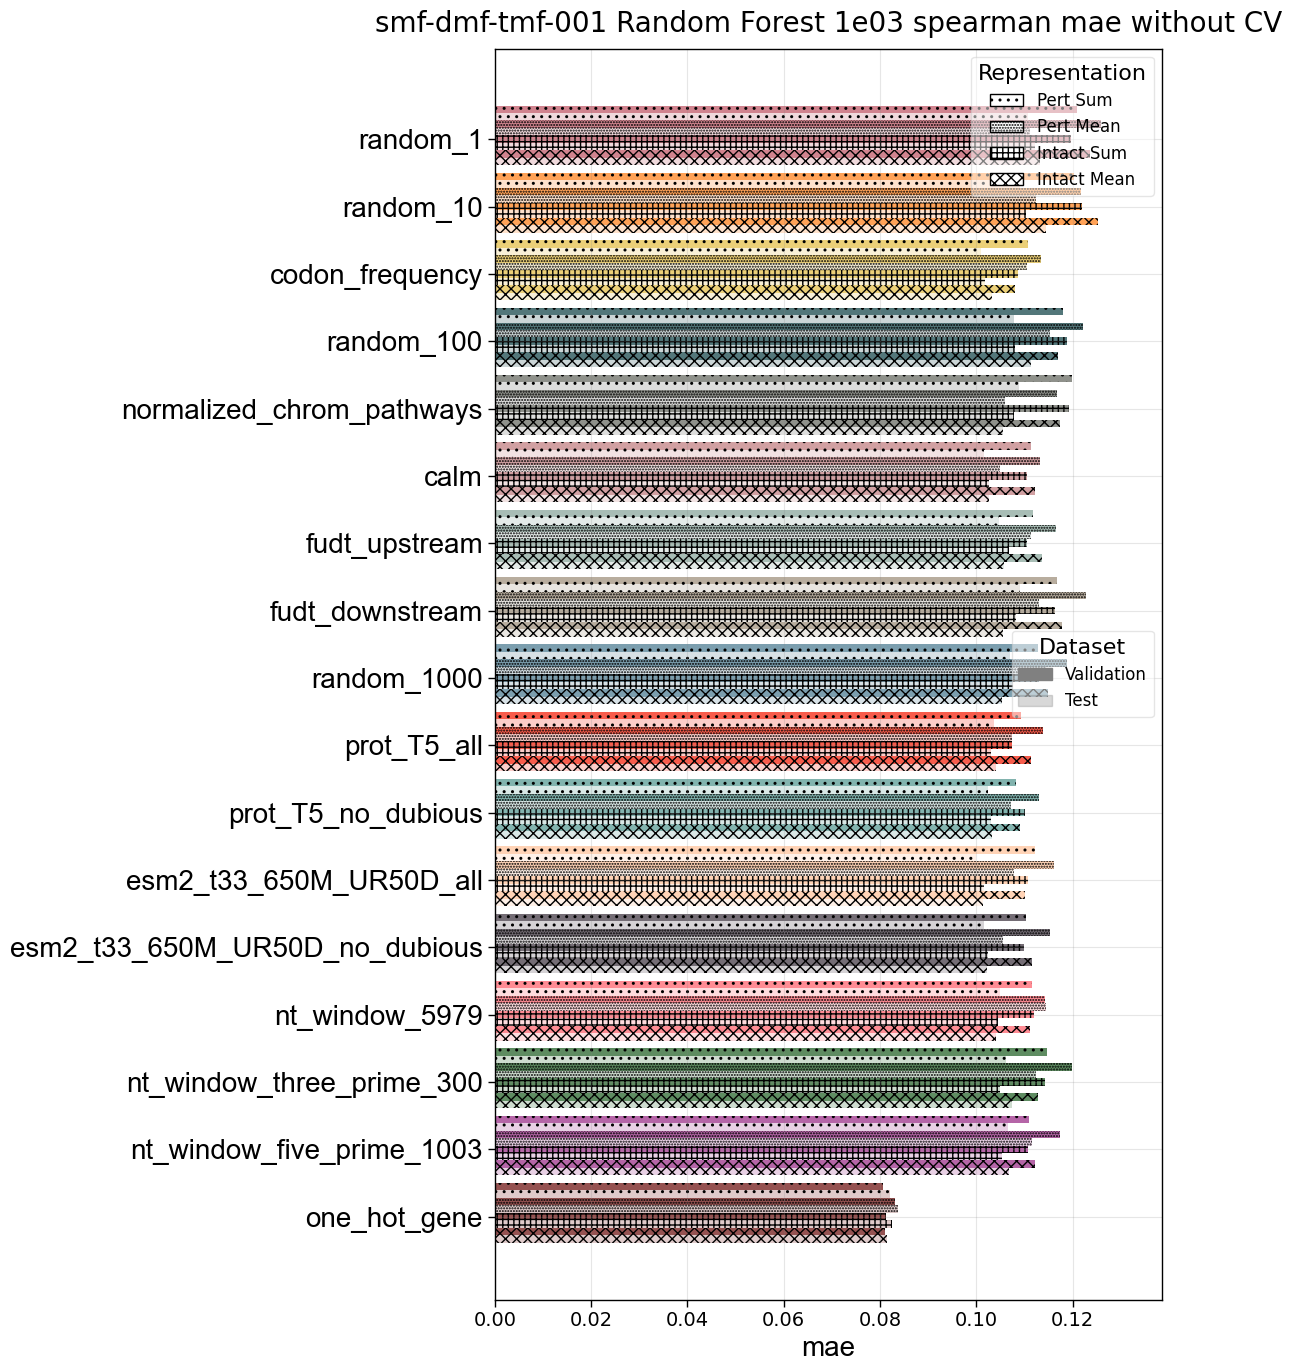 smf-dmf-tmf-001 Random Forest 1e03 spearman mae without CV
Representation
Pert Sum
Pert Mean
Intact Sum
Intact Mean
random_1
random_10
codon_frequency
random_100
normalized_chrom_pathways
calm
fudt_upstream
fudt_downstream
Dataset
Validation
Test
random_1000
prot_T5_all
prot_T5_no_dubious
esm2_t33_650M_UR50D_all
esm2_t33_650M_UR50D_no_dubious
nt_window_5979
nt_window_three_prime_300
nt_window_five_prime_1003
one_hot_gene
0.00 0.02 0.04 0.06 0.08 0.10 0.12
mae